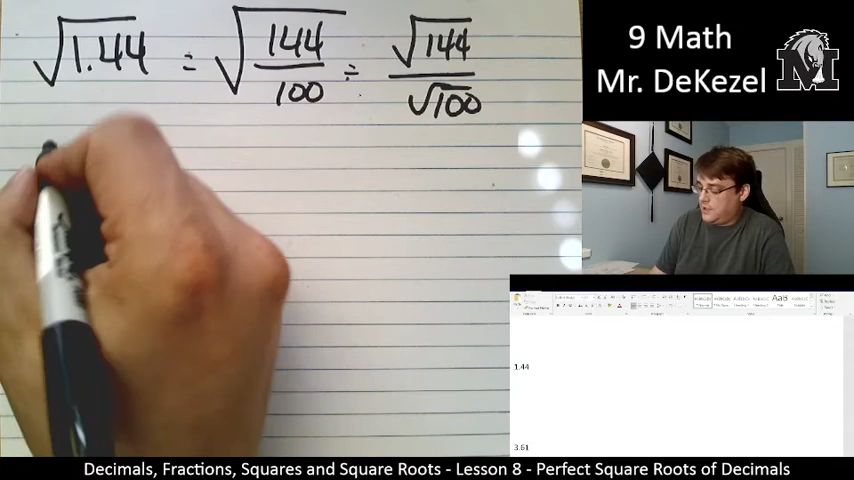 √1.44 = √(144/100) = √144/√100
9 Math
Mr. DeKezel
M
AaB
1.44
3.61
Decimals, Fractions, Squares and Square Roots - Lesson 8 - Perfect Square Roots of Decimals